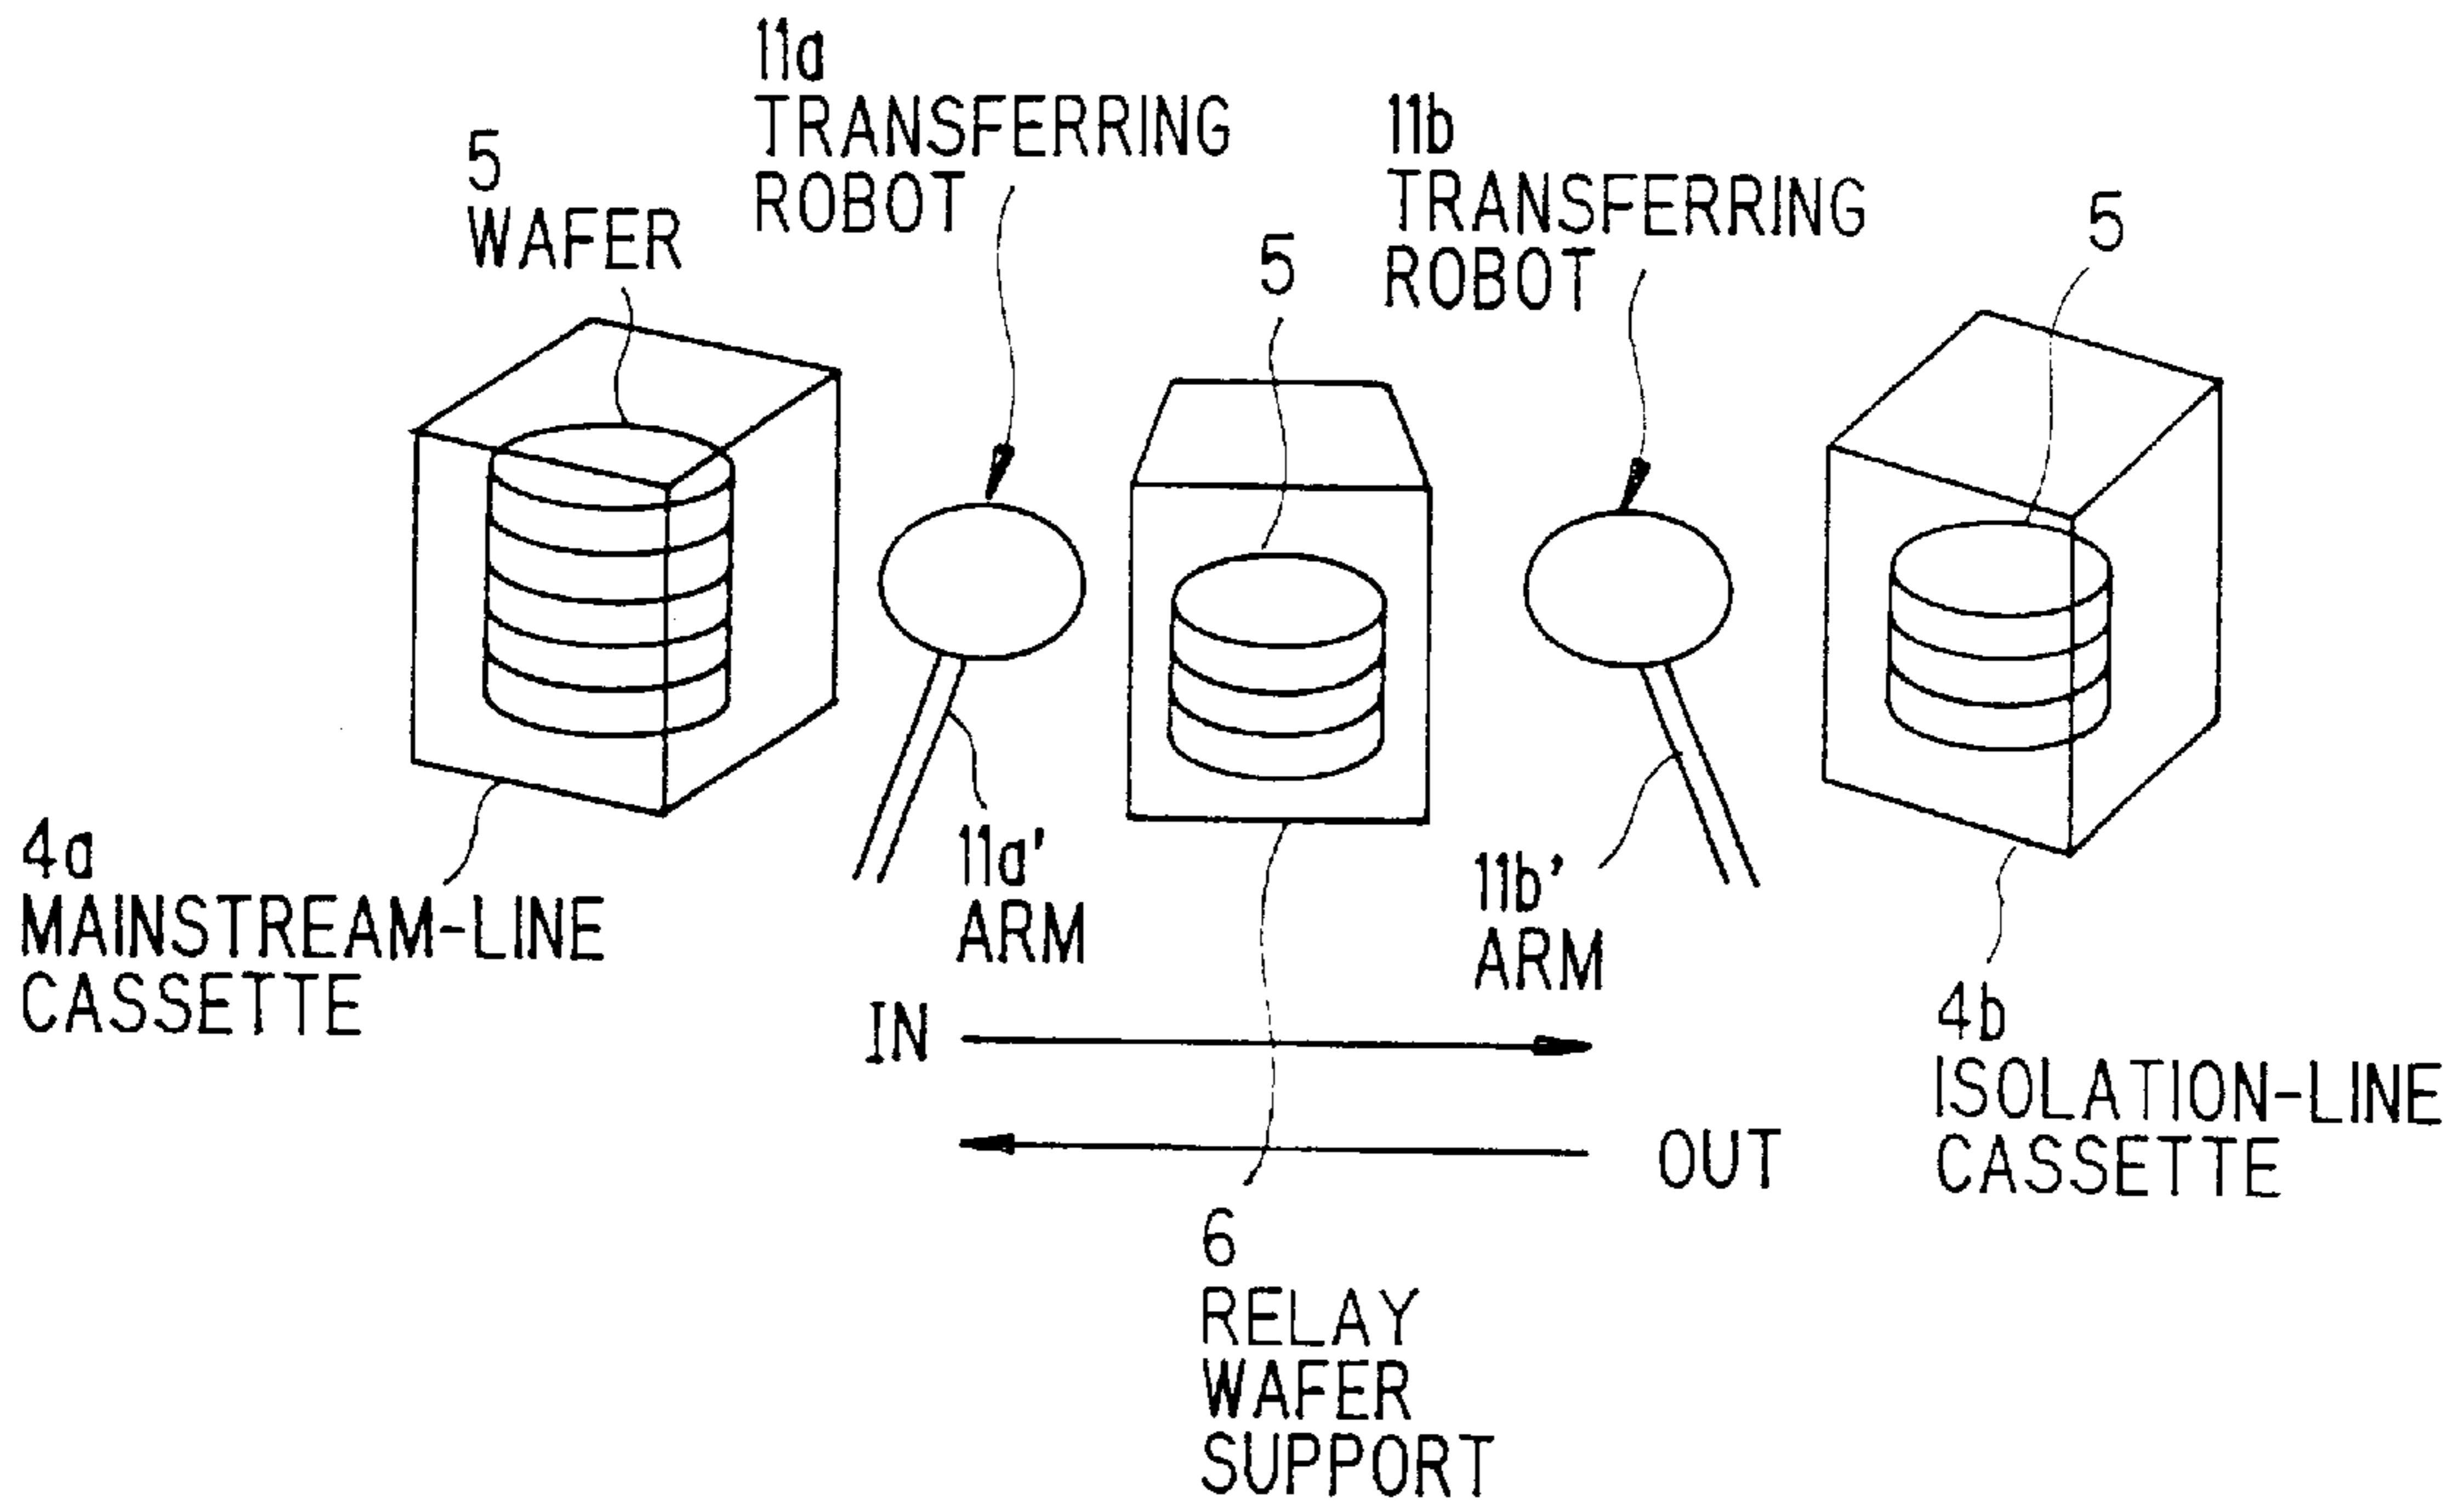 11a
TRANSFERRING
ROBOT
5
WAFER
11b
TRANSFERRING
ROBOT
5
5
4a
MAINSTREAM-LINE
CASSETTE
11a'
ARM
11b'
ARM
IN
OUT
4b
ISOLATION-LINE
CASSETTE
6
RELAY
WAFER
SUPPORT